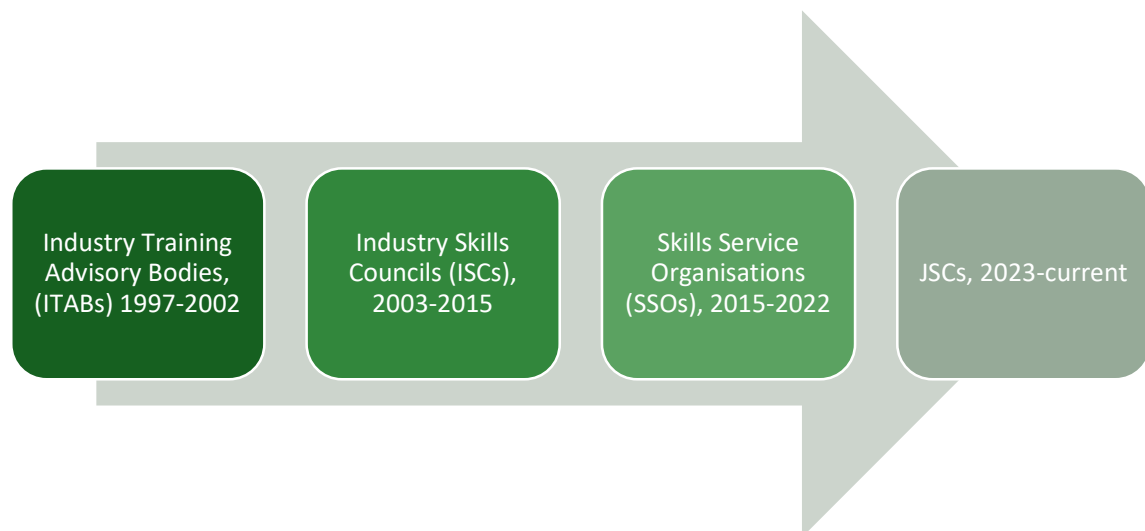 Industry Training
Advisory Bodies,
(ITABs) 1997-2002
Industry Skills
Councils (ISCs),
2003-2015
Skills Service
Organisations
(SSOs), 2015-2022
JSCs, 2023-current